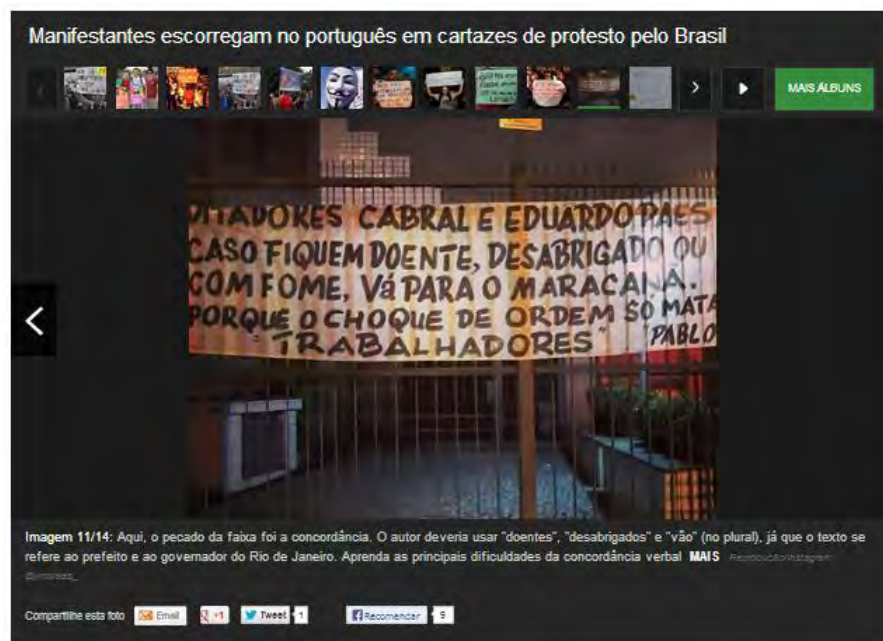 Manifestantes escorregam no português em cartazes de protesto pelo Brasil
MAIS ÁLBUNS
DITADORES CABRAL E EDUARDO PAES
CASO FIQUEM DOENTE, DESABRIGADO OU
COM FOME, Vá PARA O MARACANÃ.
PORQUE O CHOQUE DE ORDEM SÓ MATA
"TRABALHADORES" PABLO
Imagem 11/14: Aqui, o pecado da faixa foi a concordância. O autor deveria usar "doentes", "desabrigados" e "vão" (no plural), já que o texto se
refere ao prefeito e ao governador do Rio de Janeiro. Aprenda as principais dificuldades da concordância verbal MAIS Reprodução/Instagram
Compartilhe esta foto Email +1 Tweet 1 Recomendar 9